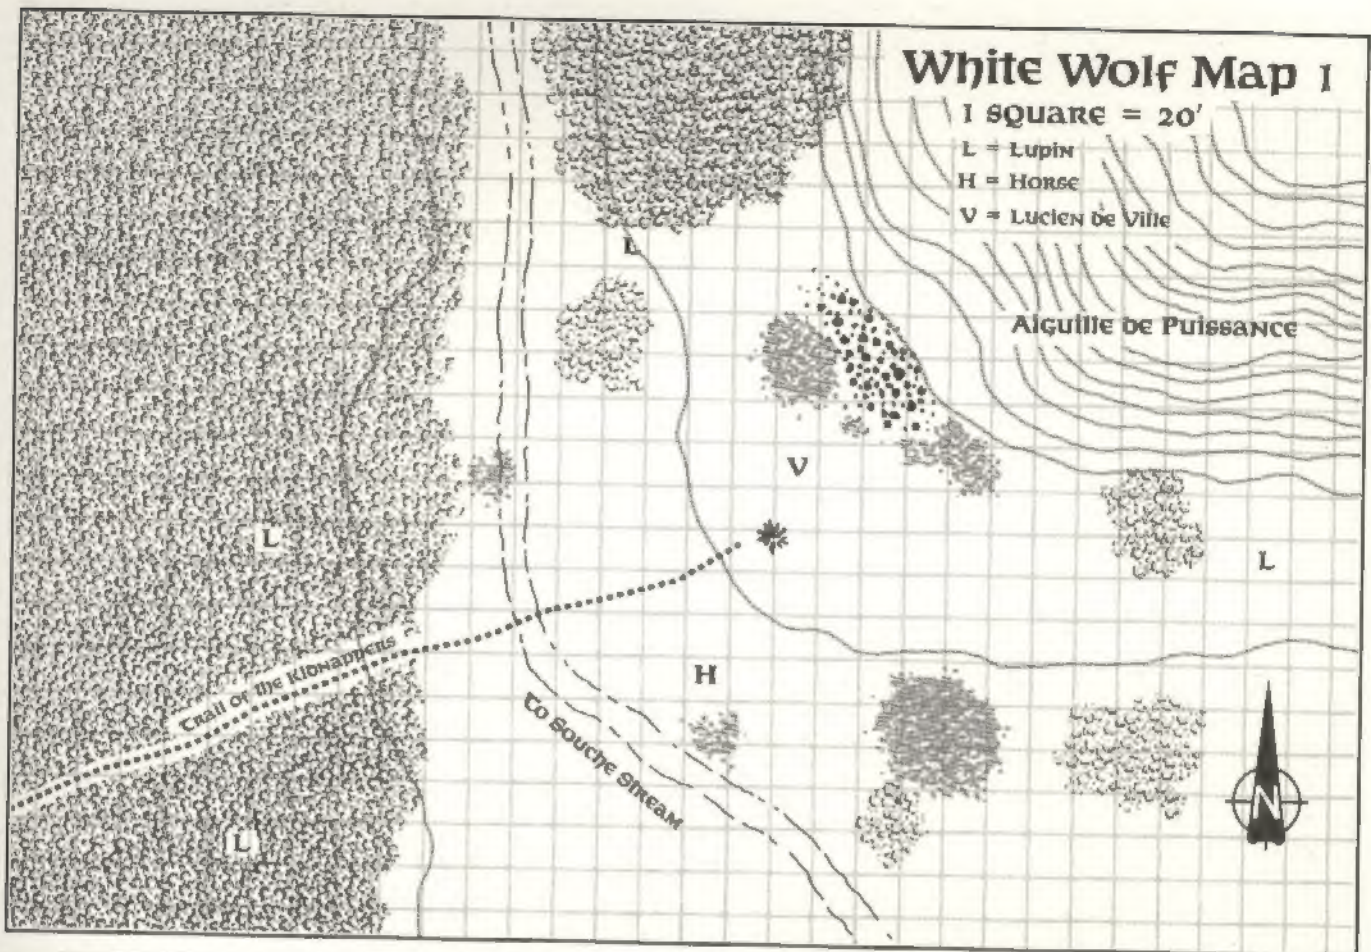 White Wolf Map 1
1 square = 20'
L = Lupin
H = Horse
V = Lucien de Ville
L
Aiguille de Puissance
V
L
L
Trail of the Kidnappers
H
To Souche Stream
L
N